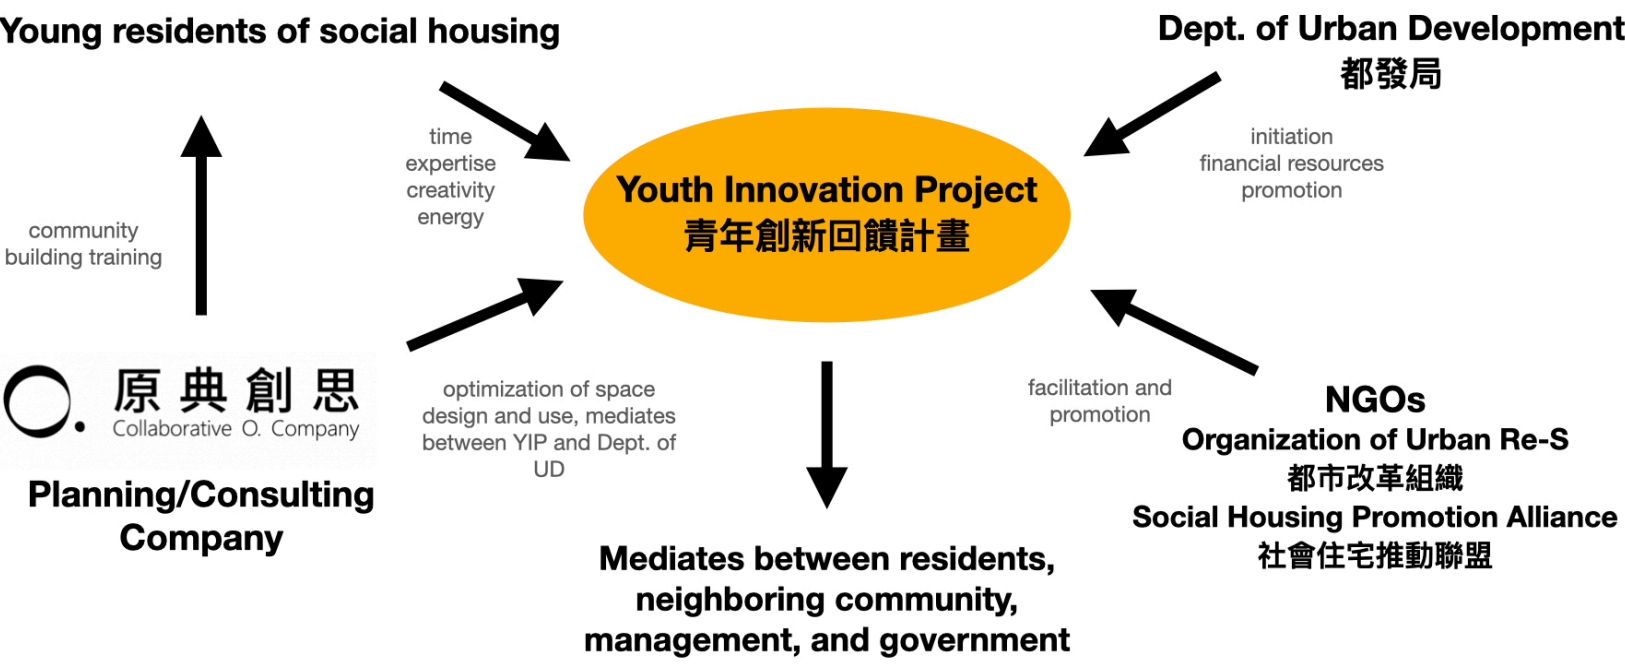 Young residents of social housing
Dept. of Urban Development
都發局
time
expertise
creativity
energy
initiation
financial resources
promotion
Youth Innovation Project
青年創新回饋計畫
community
building training
原典創思
Collaborative O. Company
Planning/Consulting
Company
optimization of space
design and use, mediates
between YIP and Dept. of
UD
facilitation and
promotion
NGOs
Organization of Urban Re-S
都市改革組織
Social Housing Promotion Alliance
社會住宅推動聯盟
Mediates between residents,
neighboring community,
management, and government